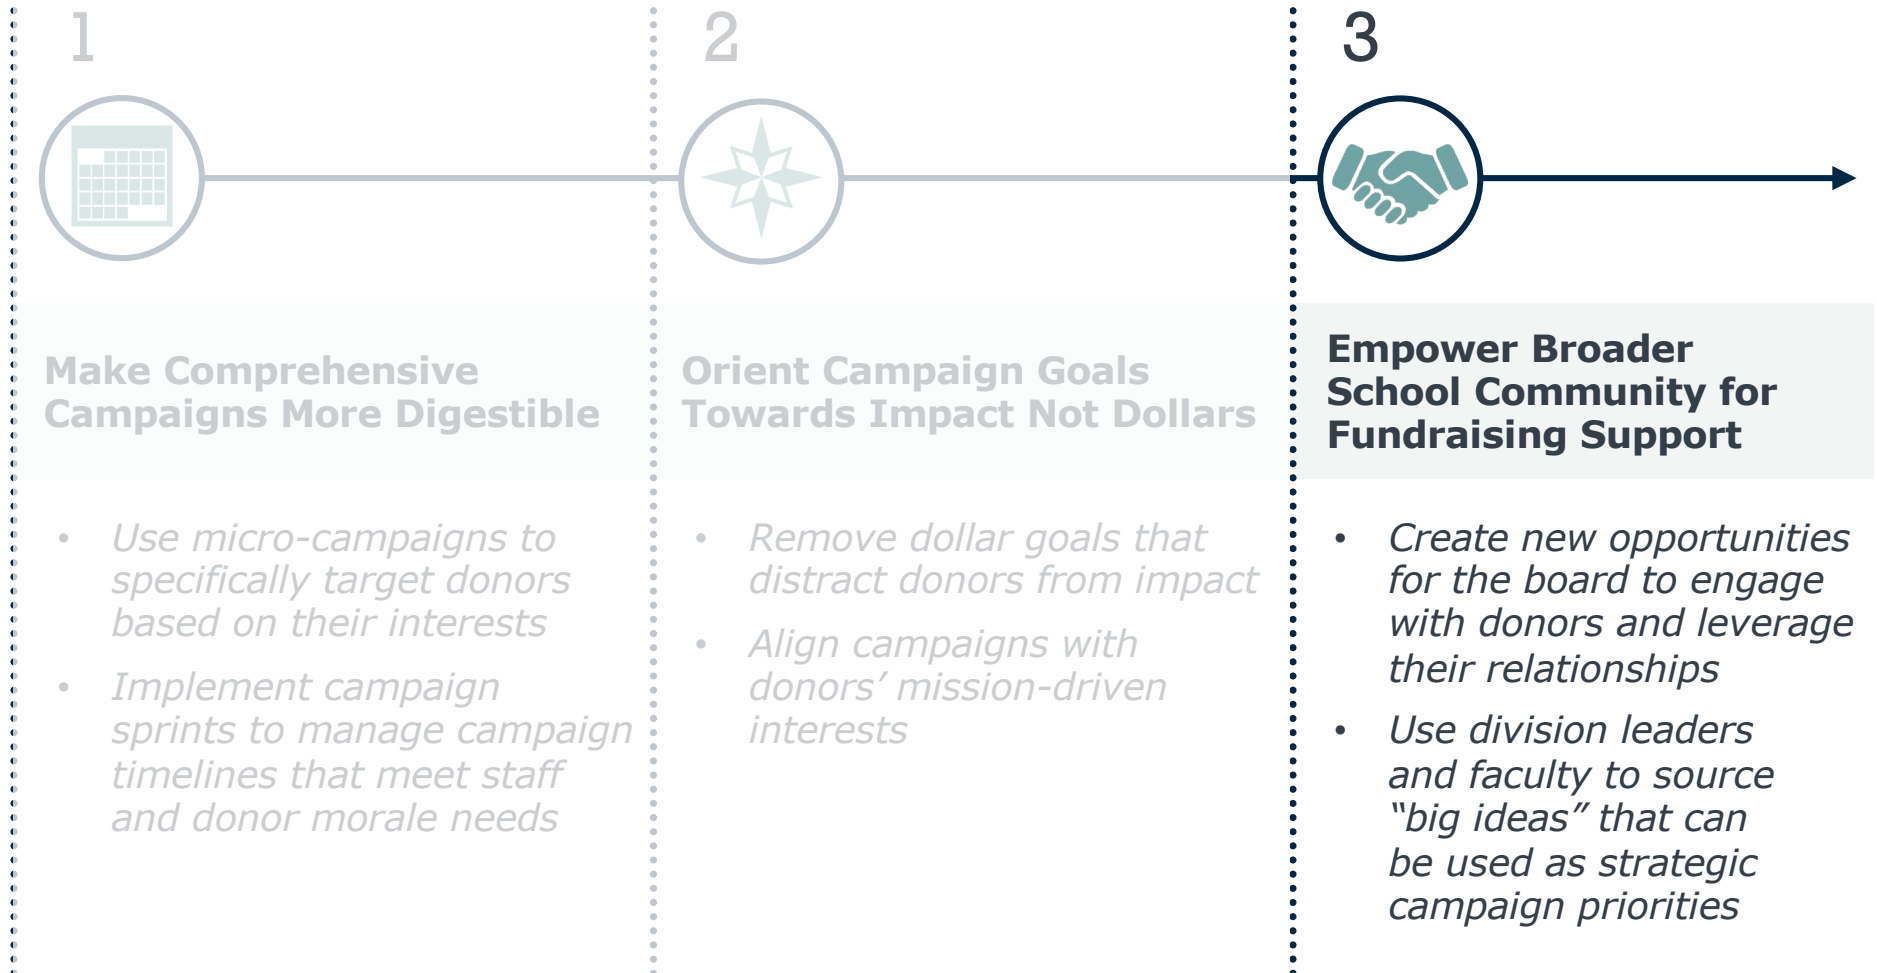 1
Make Comprehensive
Campaigns More Digestible
• Use micro-campaigns to
specifically target donors
based on their interests
• Implement campaign
sprints to manage campaign
timelines that meet staff
and donor morale needs
2
Orient Campaign Goals
Towards Impact Not Dollars
• Remove dollar goals that
distract donors from impact
• Align campaigns with
donors’ mission-driven
interests
3
Empower Broader
School Community for
Fundraising Support
• Create new opportunities
for the board to engage
with donors and leverage
their relationships
• Use division leaders
and faculty to source
“big ideas” that can
be used as strategic
campaign priorities